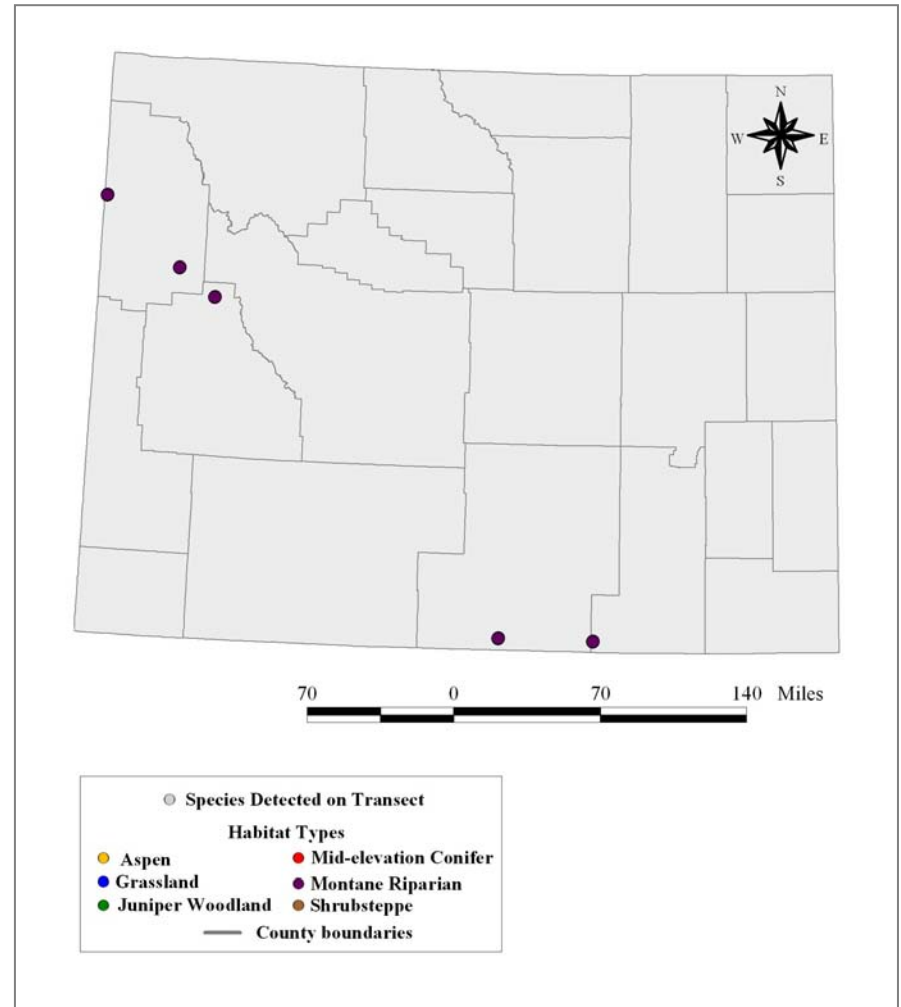 N
W E
S
70 0 70 140 Miles
Species Detected on Transect
Habitat Types
Aspen Mid-elevation Conifer
Grassland Montane Riparian
Juniper Woodland Shrubsteppe
County boundaries